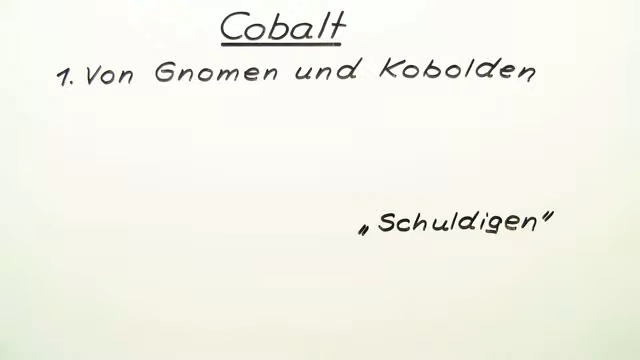 Cobalt
1. Von Gnomen und Kobolden
„Schuldigen"